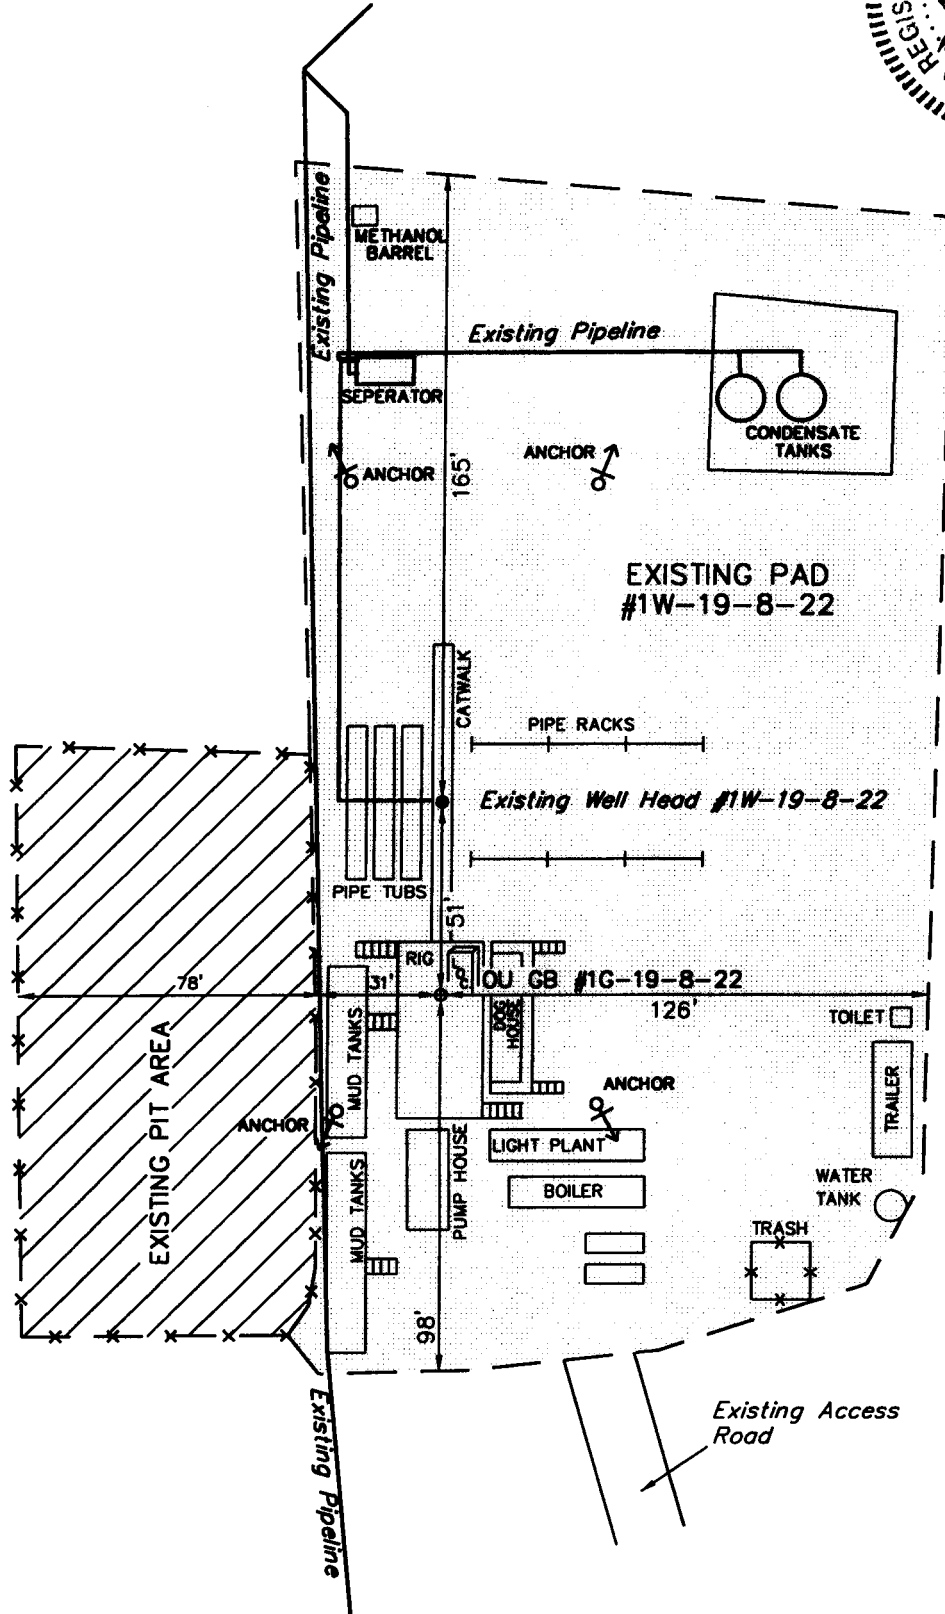 REGIS
Existing Pipeline
METHANOL
BARREL
Existing Pipeline
SEPERATOR
CONDENSATE
TANKS
ANCHOR
ANCHOR
165'
EXISTING PAD
#1W-19-8-22
CATWALK
PIPE RACKS
Existing Well Head #1W-19-8-22
PIPE TUBS
51'
RIG
OU GB #1G-19-8-22
78'
31'
126'
DOG
HOUSE
TOILET
MUD TANKS
EXISTING PIT AREA
ANCHOR
ANCHOR
TRAILER
LIGHT PLANT
PUMP HOUSE
MUD TANKS
BOILER
WATER
TANK
TRASH
98'
Existing Access
Road
Existing Pipeline